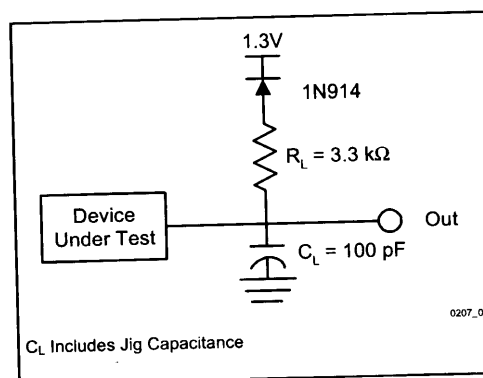 1.3V
1N914
R_L = 3.3 kΩ
Device
Under Test
Out
C_L = 100 pF
0207_0
C_L Includes Jig Capacitance